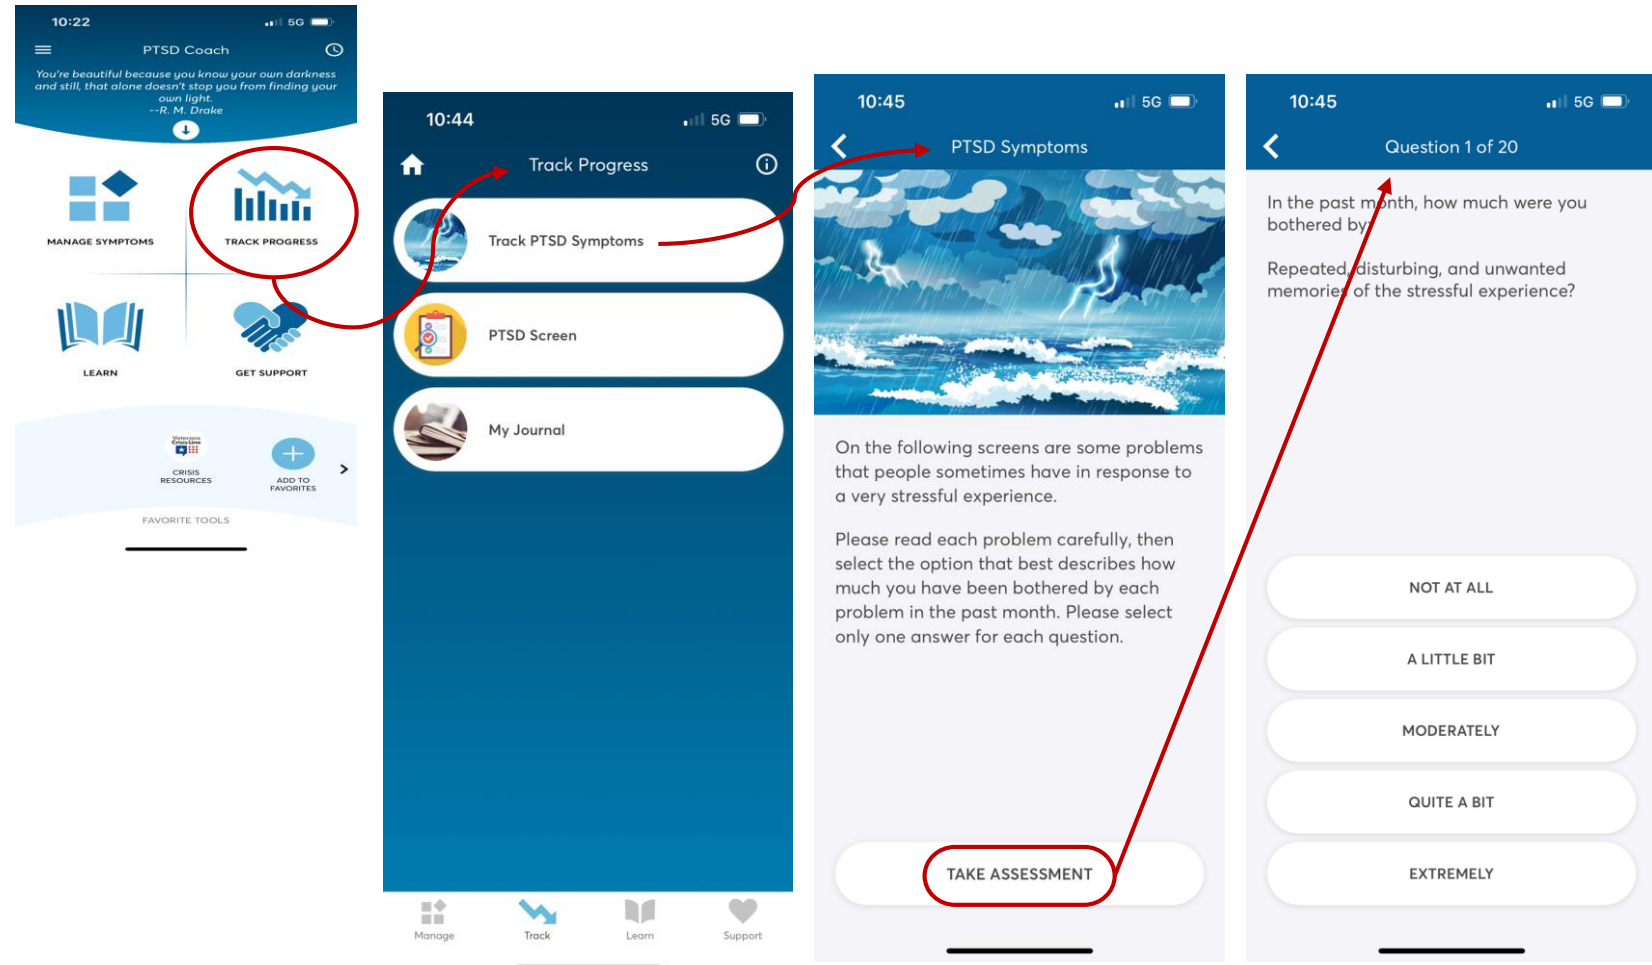 10:22
5G
PTSD Coach
You're beautiful because you know your own darkness
and still, that alone doesn't stop you from finding your
own light.
--R. M. Drake
MANAGE SYMPTOMS
TRACK PROGRESS
LEARN
GET SUPPORT
Veterans
Crisis Line
CRISIS
RESOURCES
ADD TO
FAVORITES
FAVORITE TOOLS
10:44
5G
Track Progress
Track PTSD Symptoms
PTSD Screen
My Journal
Manage
Track
Learn
Support
10:45
5G
PTSD Symptoms
On the following screens are some problems
that people sometimes have in response to
a very stressful experience.
Please read each problem carefully, then
select the option that best describes how
much you have been bothered by each
problem in the past month. Please select
only one answer for each question.
TAKE ASSESSMENT
10:45
5G
Question 1 of 20
In the past month, how much were you
bothered by:
Repeated, disturbing, and unwanted
memories of the stressful experience?
NOT AT ALL
A LITTLE BIT
MODERATELY
QUITE A BIT
EXTREMELY